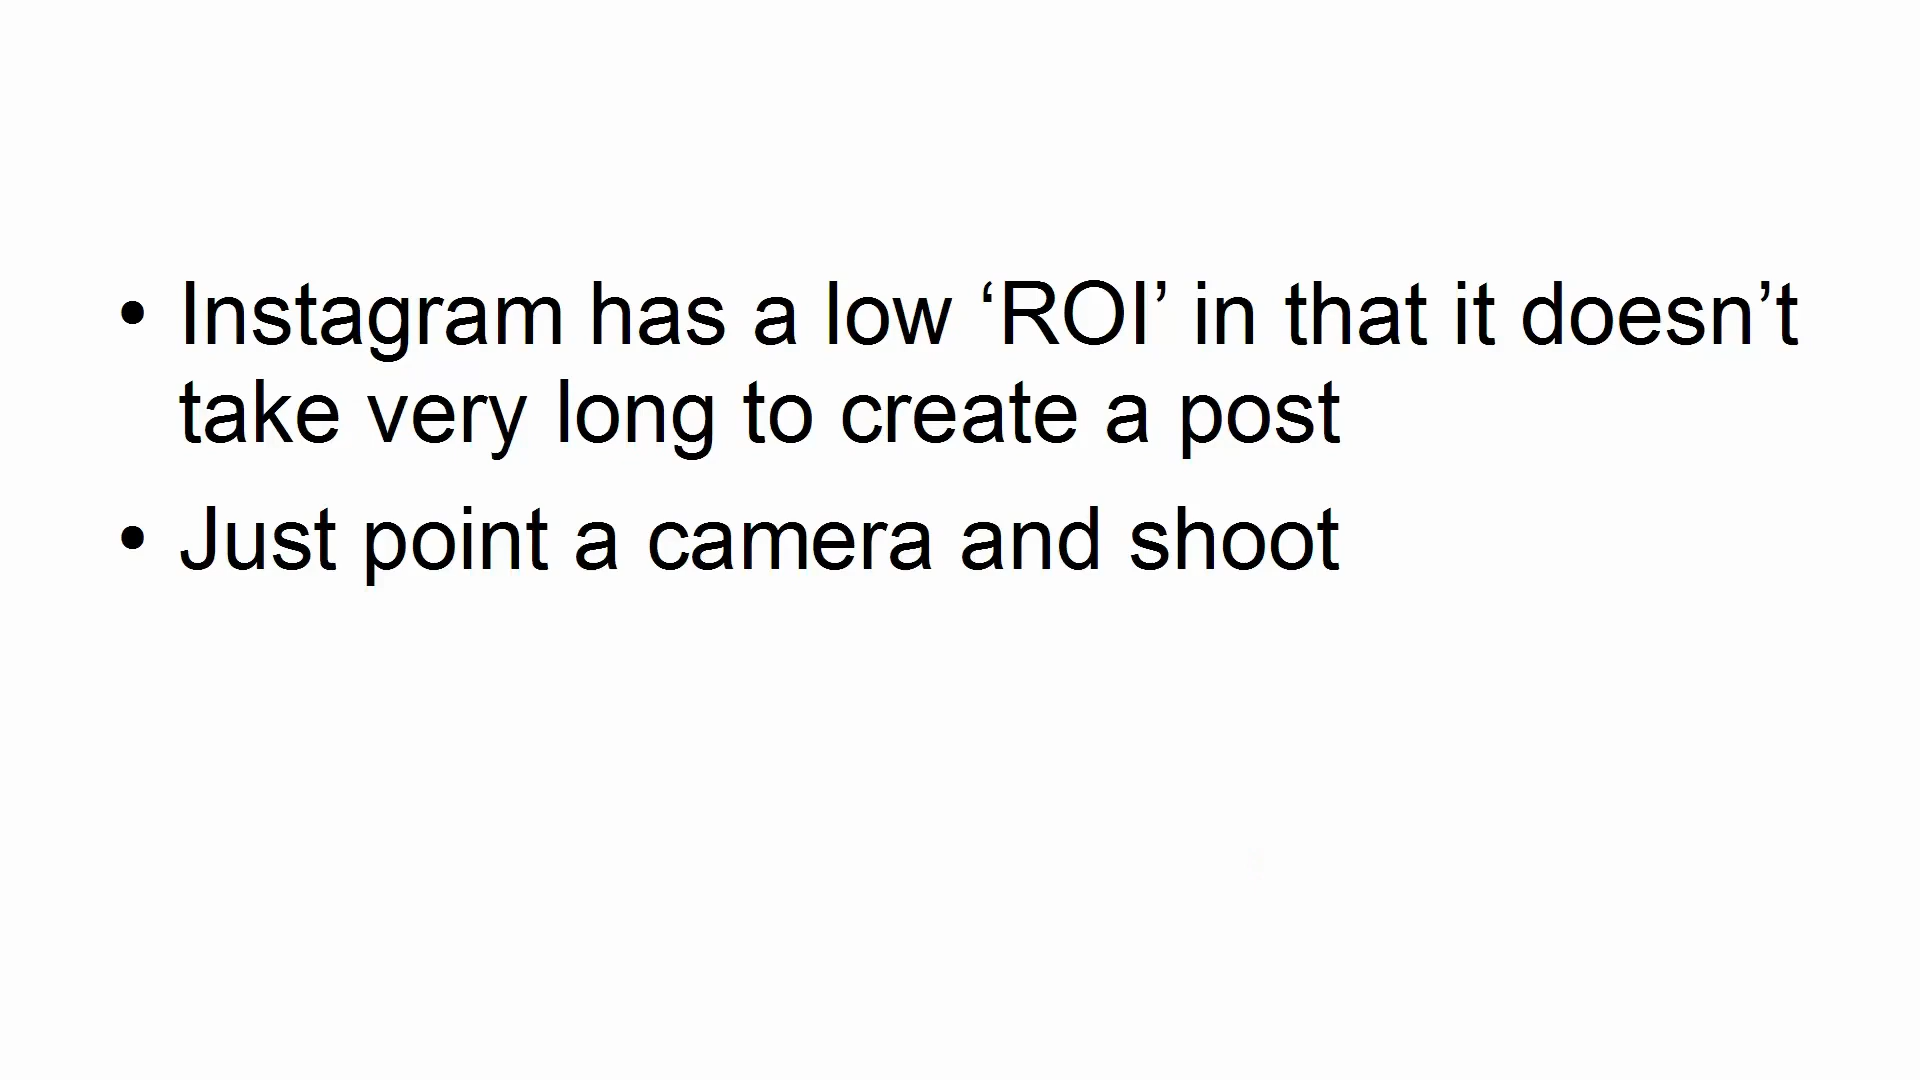 • Instagram has a low ‘ROI’ in that it doesn’t
take very long to create a post
• Just point a camera and shoot